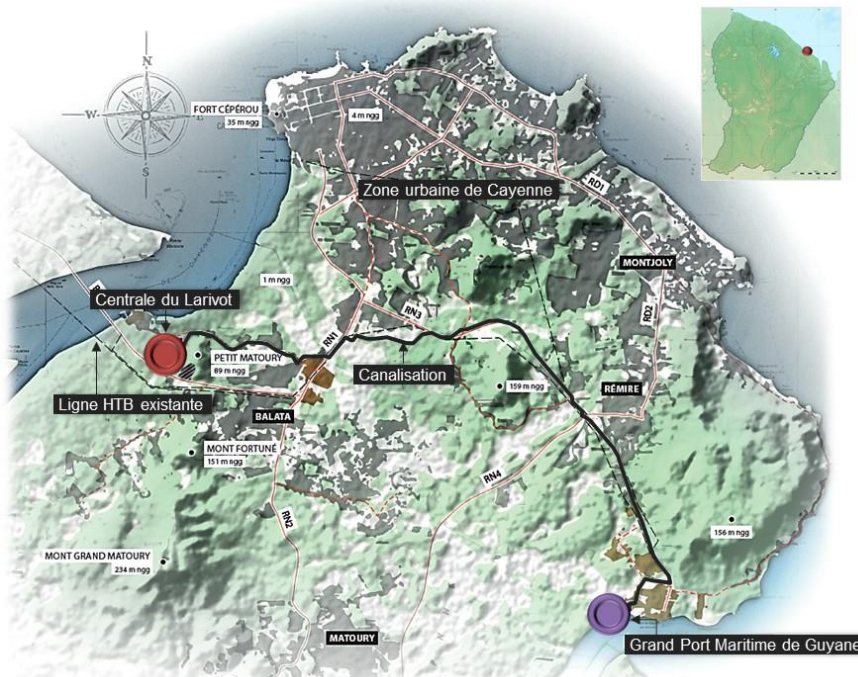 N
W
E
S
FORT CÉPÉROU
35 m ngg
4 m ngg
Zone urbaine de Cayenne
RD1
MONTJOLY
1 m ngg
Centrale du Larivot
RN3
RD2
RN1
PETIT MATOURY
89 m ngg
Canalisation
159 m ngg
RÉMIRE
Ligne HTB existante
BALATA
MONT FORTUNÉ
151 m ngg
RN4
RN2
156 m ngg
MONT GRAND MATOURY
234 m ngg
MATOURY
Grand Port Maritime de Guyane